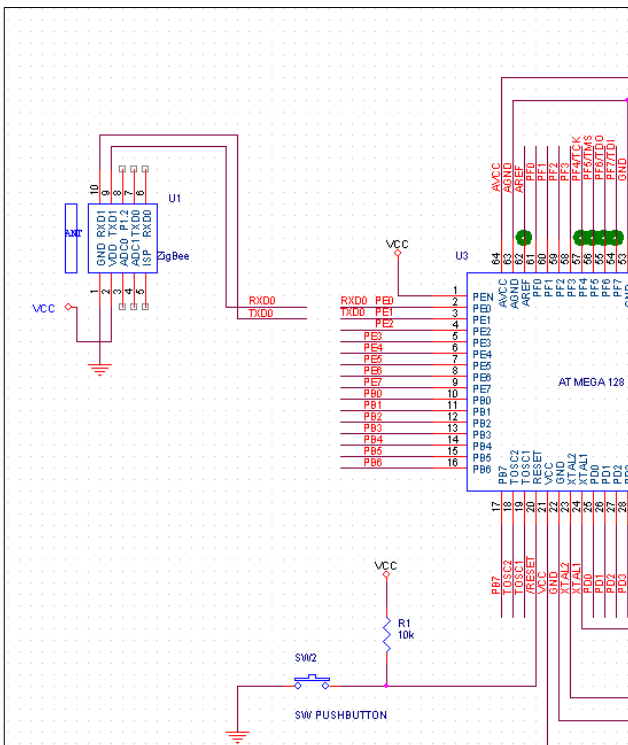 AVCC
AGND
AREF
PF0
PF1
PF2
PF3
PF4/TCK
PF5/TMS
PF6/TDO
PF7/TDI
GND
64
63
62
61
60
59
58
57
56
55
54
53
AVCC
AGND
AREF
PF0
PF1
PF2
PF3
PF4
PF5
PF6
PF7
10 9 8 7 6
U1
GND RXD1
VDD TXD1
ADC0 P1.2
ADC1 TXD0
ISP RXD0
ANT
ZigBee
1 2 3 4 5
VCC
RXD0
TXD0
VCC
U3
1 PEN
RXD0 PE0 2 PE0
TXD0 PE1 3 PE1
PE2 4 PE2
PE3 5 PE3
PE4 6 PE4
PE5 7 PE5
PE6 8 PE6
PE7 9 PE7
PB0 10 PB0
PB1 11 PB1
PB2 12 PB2
PB3 13 PB3
PB4 14 PB4
PB5 15 PB5
PB6 16 PB6
AT MEGA 128
PB7
TOSC2
TOSC1
RESET
VCC
GND
XTAL2
XTAL1
PD0
PD1
PD2
17
18
19
20
21
22
23
24
25
26
27
28
PB7
TOSC2
TOSC1
/RESET
VCC
GND
XTAL2
XTAL1
PD0
PD1
PD2
PD3
VCC
R1
10k
SW2
SW PUSHBUTTON